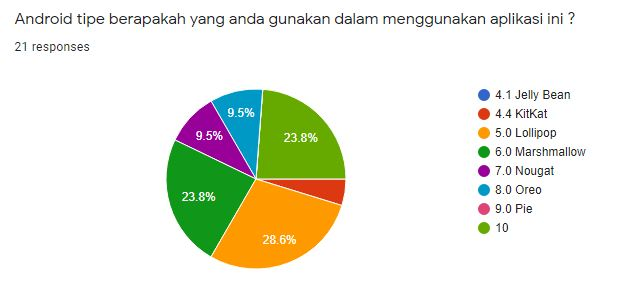 Android tipe berapakah yang anda gunakan dalam menggunakan aplikasi ini ?
21 responses
4.1 Jelly Bean
4.4 KitKat
5.0 Lollipop
6.0 Marshmallow
7.0 Nougat
8.0 Oreo
9.0 Pie
10
9.5%
9.5%
23.8%
23.8%
28.6%